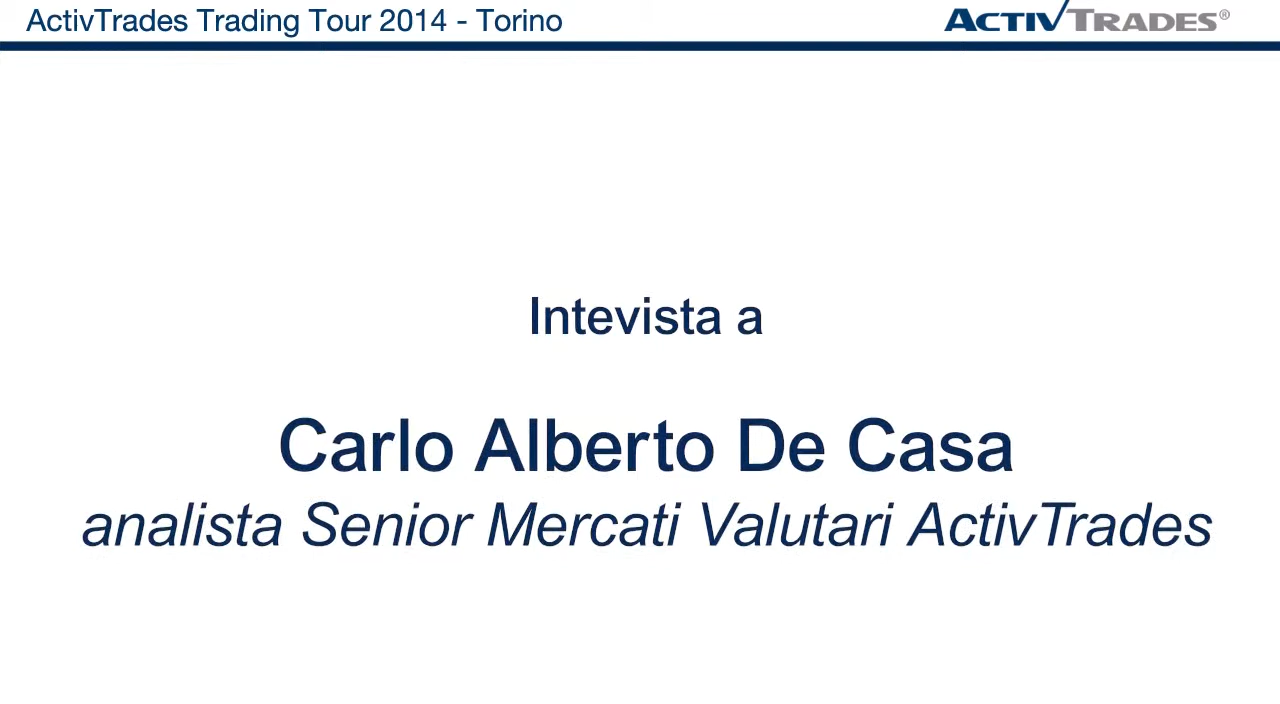 ActivTrades Trading Tour 2014 - Torino
ACTIVTRADES®
Intevista a
Carlo Alberto De Casa
analista Senior Mercati Valutari ActivTrades